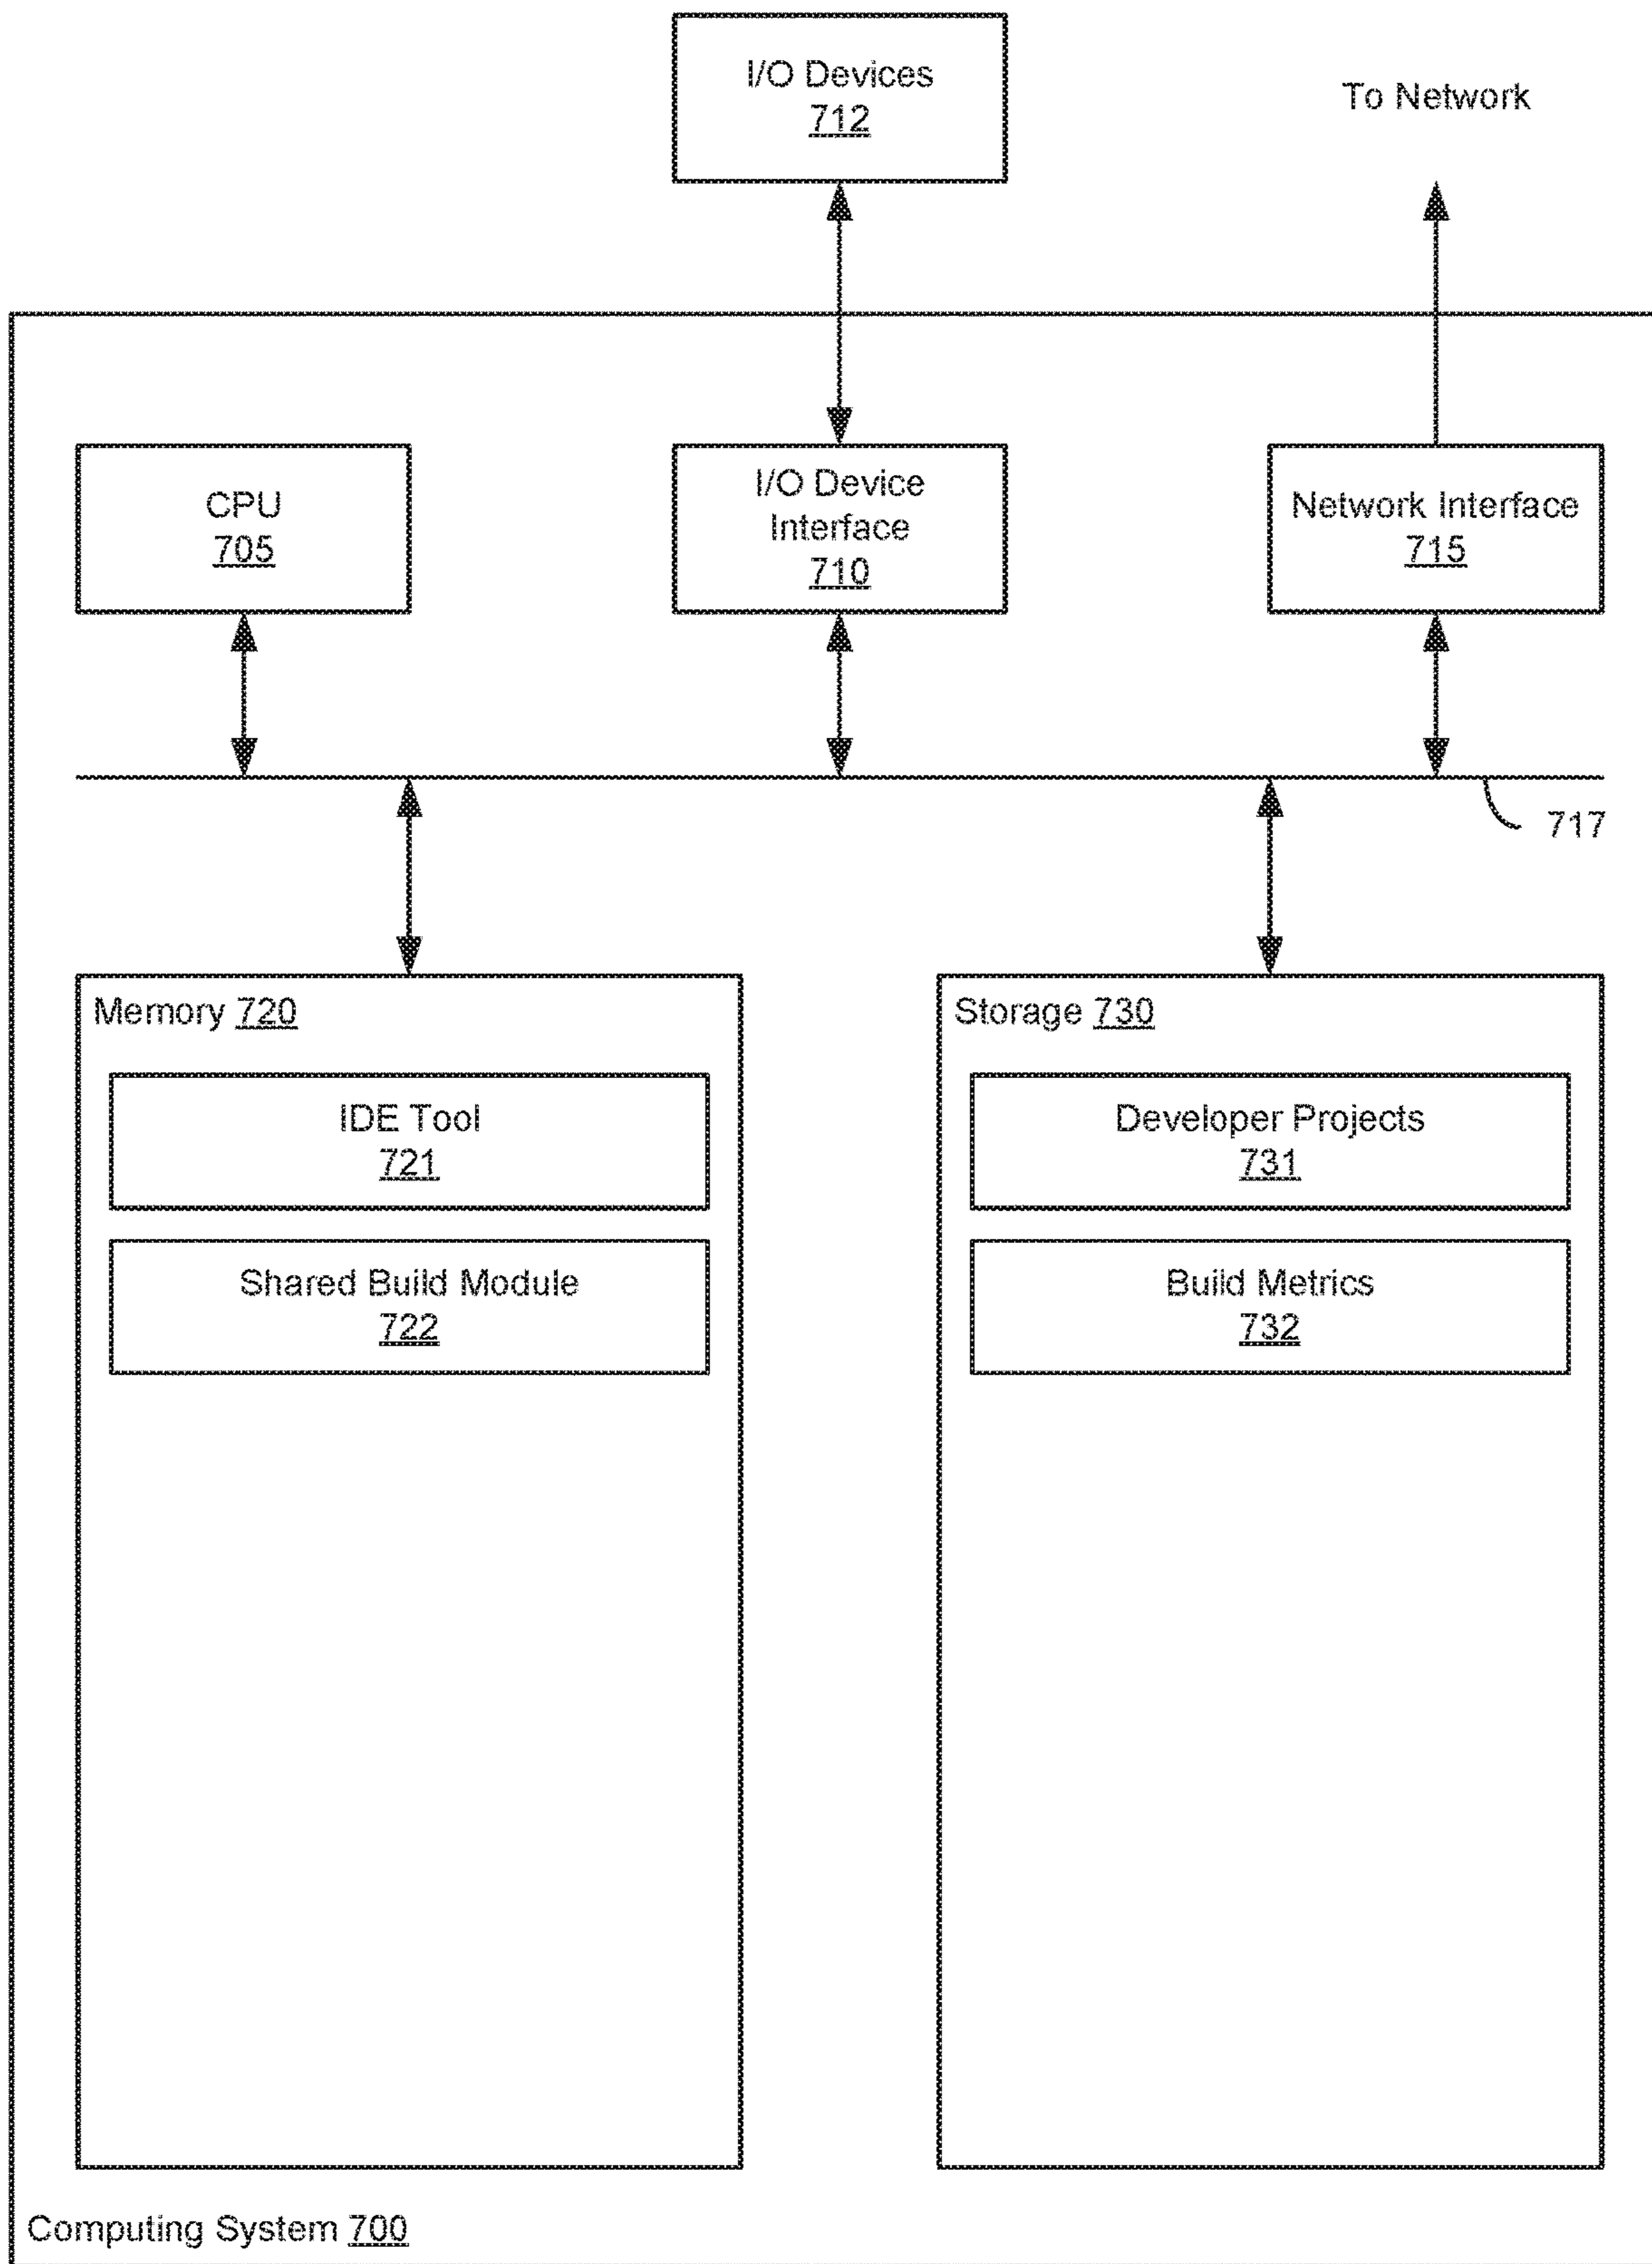 I/O Devices
712
To Network
CPU
705
I/O Device
Interface
710
Network Interface
715
717
Memory 720
IDE Tool
721
Shared Build Module
722
Storage 730
Developer Projects
731
Build Metrics
732
Computing System 700